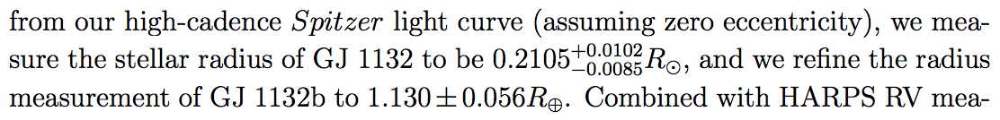 from our high-cadence Spitzer light curve (assuming zero eccentricity), we mea-
sure the stellar radius of GJ 1132 to be 0.2105$^{+0.0102}_{-0.0085}R_{\odot}$, and we refine the radius
measurement of GJ 1132b to 1.130±0.056$R_{\oplus}$. Combined with HARPS RV mea-